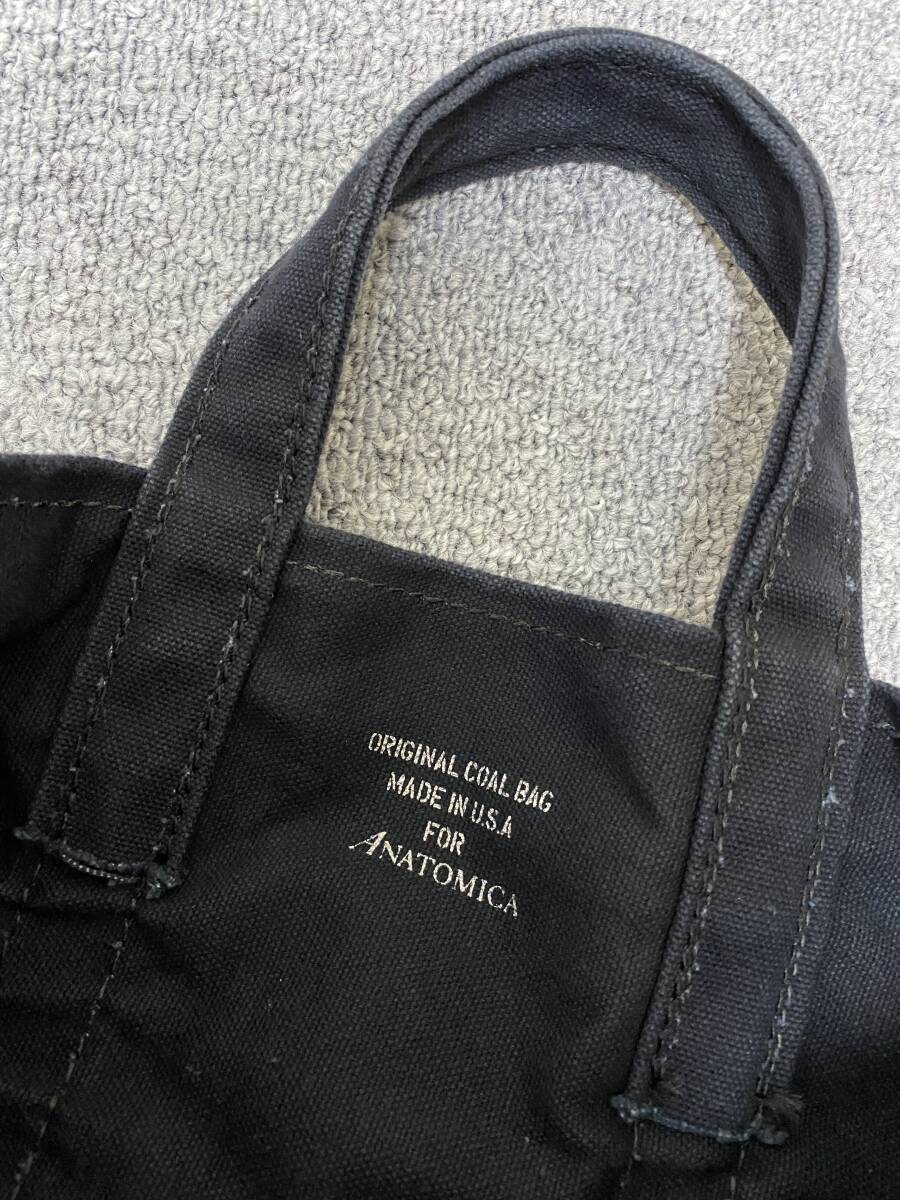 ORIGINAL COAL BAG
MADE IN U.S.A
FOR
ANATOMICA